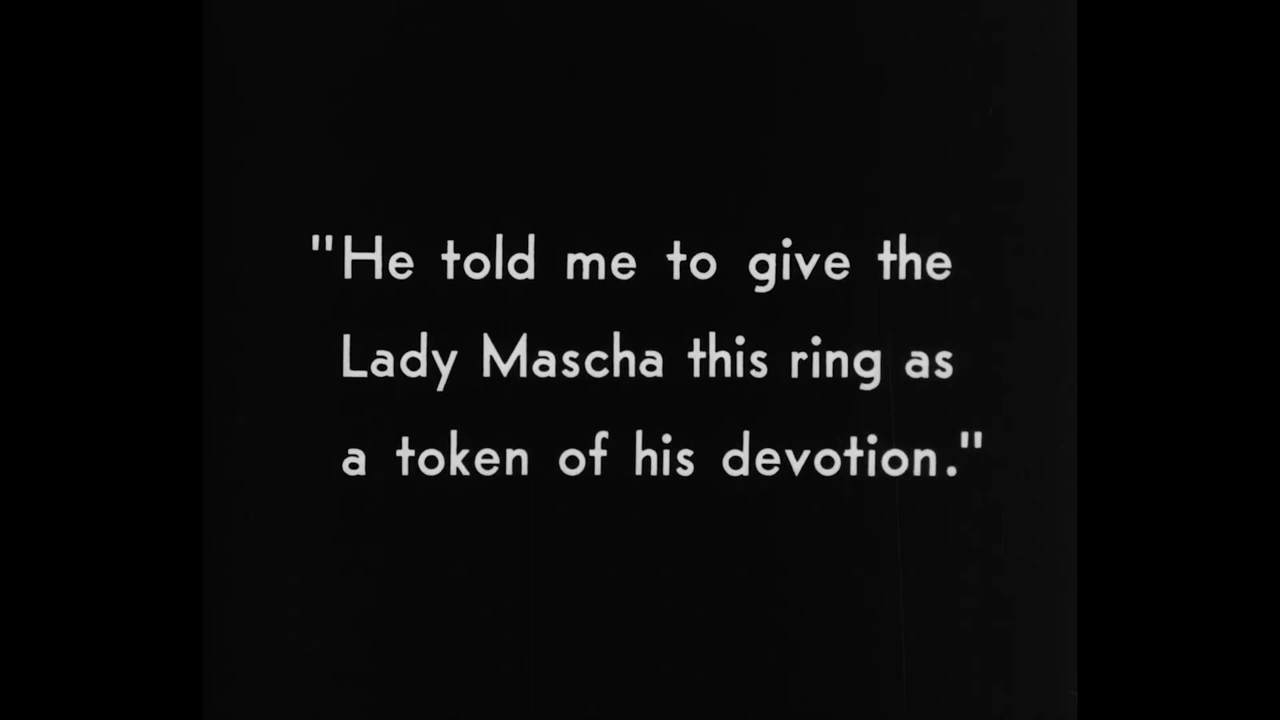 "He told me to give the
Lady Mascha this ring as
a token of his devotion."